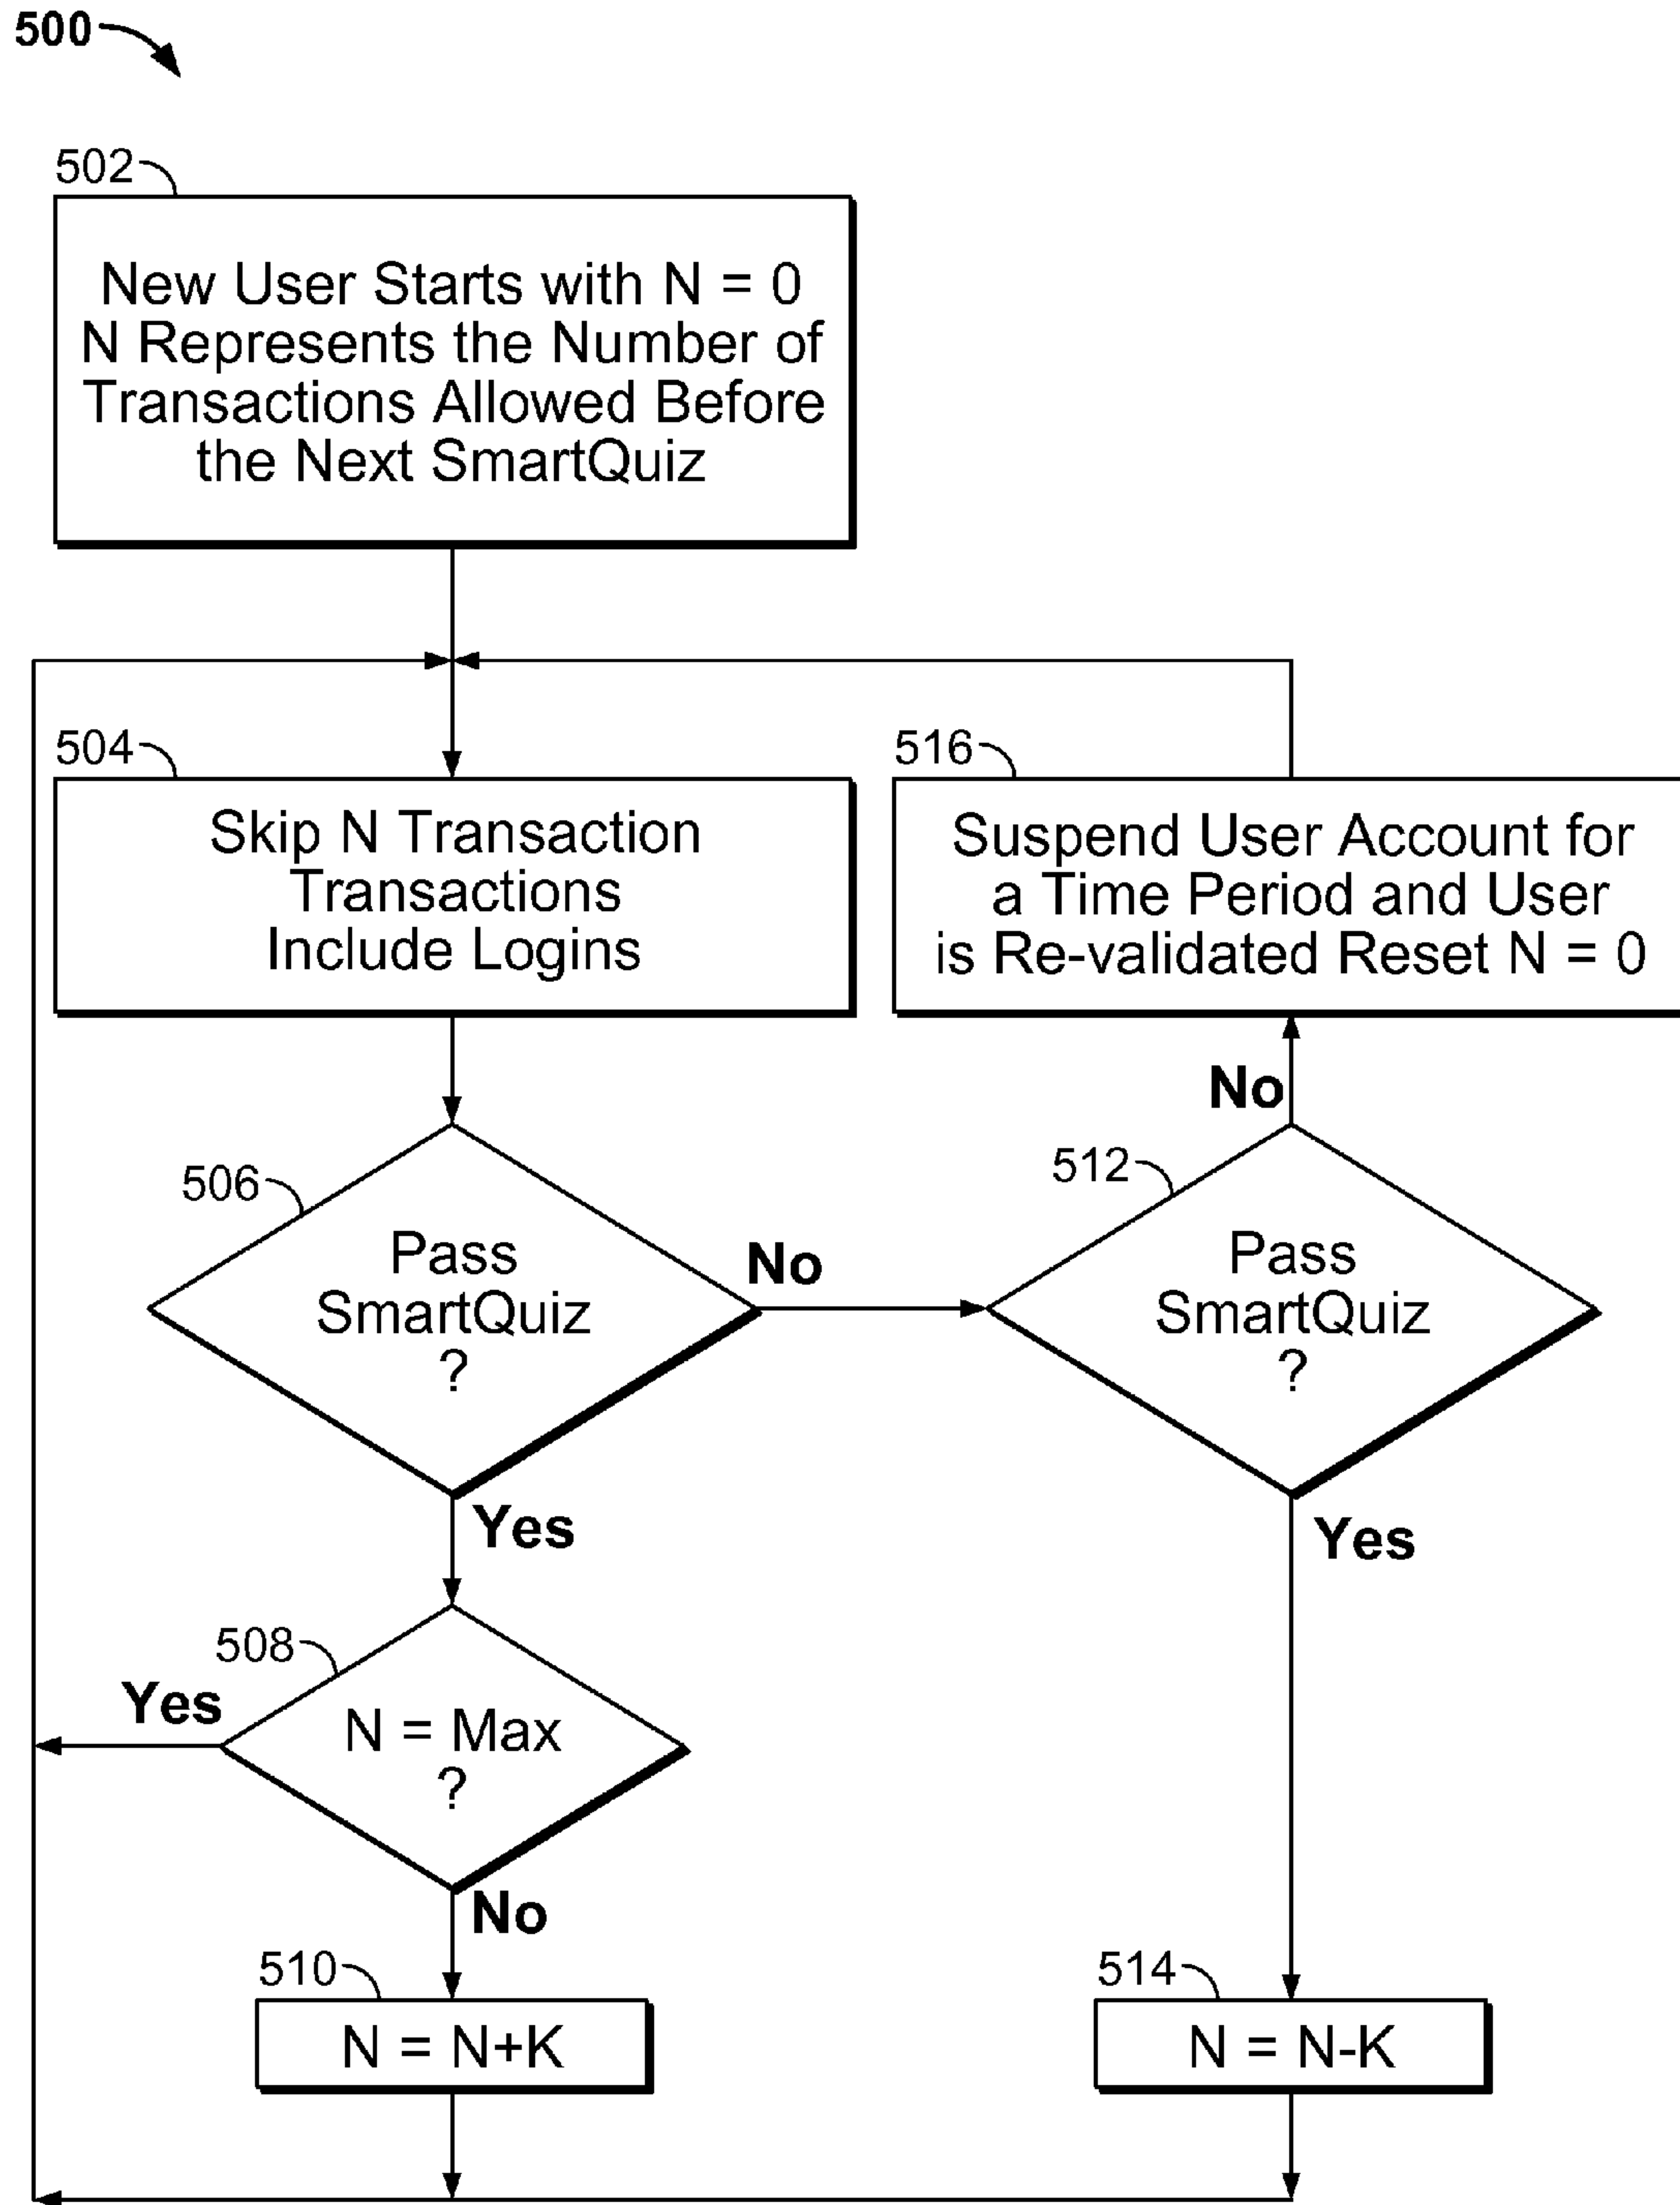 500
502
New User Starts with N = 0
N Represents the Number of
Transactions Allowed Before
the Next SmartQuiz
504
Skip N Transaction
Transactions
Include Logins
516
Suspend User Account for
a Time Period and User
is Re-validated Reset N = 0
No
506
Pass
SmartQuiz
?
No
512
Pass
SmartQuiz
?
Yes
Yes
508
N = Max
?
Yes
No
510
N = N+K
514
N = N-K